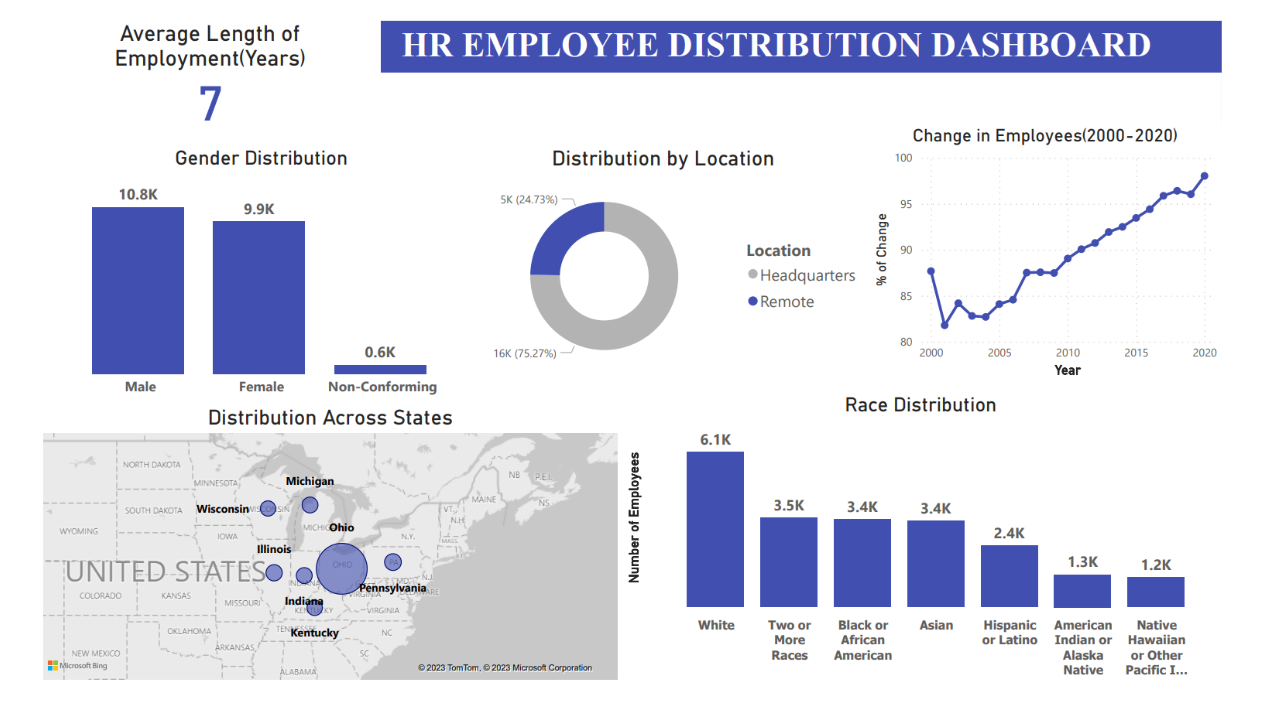 Average Length of
Employment(Years)
7
HR EMPLOYEE DISTRIBUTION DASHBOARD
Gender Distribution
10.8K
9.9K
0.6K
Male
Female
Non-Conforming
Distribution by Location
5K (24.73%)
16K (75.27%)
Location
Headquarters
Remote
Change in Employees(2000-2020)
% of Change
100
95
90
85
80
2000
2005
2010
2015
2020
Year
Distribution Across States
NORTH DAKOTA
MINNESOTA
Michigan
SOUTH DAKOTA
Wisconsin
WYOMING
IOWA
MICHIG
Ohio
N.Y.
VT.
N.H.
MASS.
MAINE
NB
P.E.I.
NS
Illinois
OHIO
PA
N.J.
UNITED STATES
Pennsylvania
COLORADO
KANSAS
MISSOURI
Indiana
KENTUCKY
VIRGINIA
Kentucky
OKLAHOMA
TENNESSEE
NC
ARKANSAS
NEW MEXICO
SC
ALABAMA
Microsoft Bing
© 2023 TomTom, © 2023 Microsoft Corporation
Race Distribution
Number of Employees
6.1K
3.5K
3.4K
3.4K
2.4K
1.3K
1.2K
White
Two or
More
Races
Black or
African
American
Asian
Hispanic
or Latino
American
Indian or
Alaska
Native
Native
Hawaiian
or Other
Pacific I...